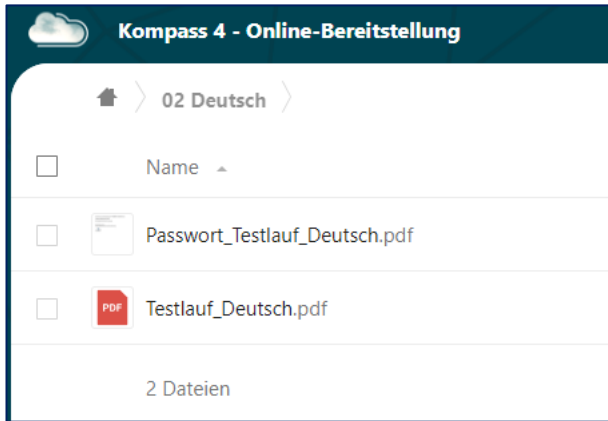 Kompass 4 - Online-Bereitstellung
02 Deutsch
Name
Passwort_Testlauf_Deutsch.pdf
PDF
Testlauf_Deutsch.pdf
2 Dateien